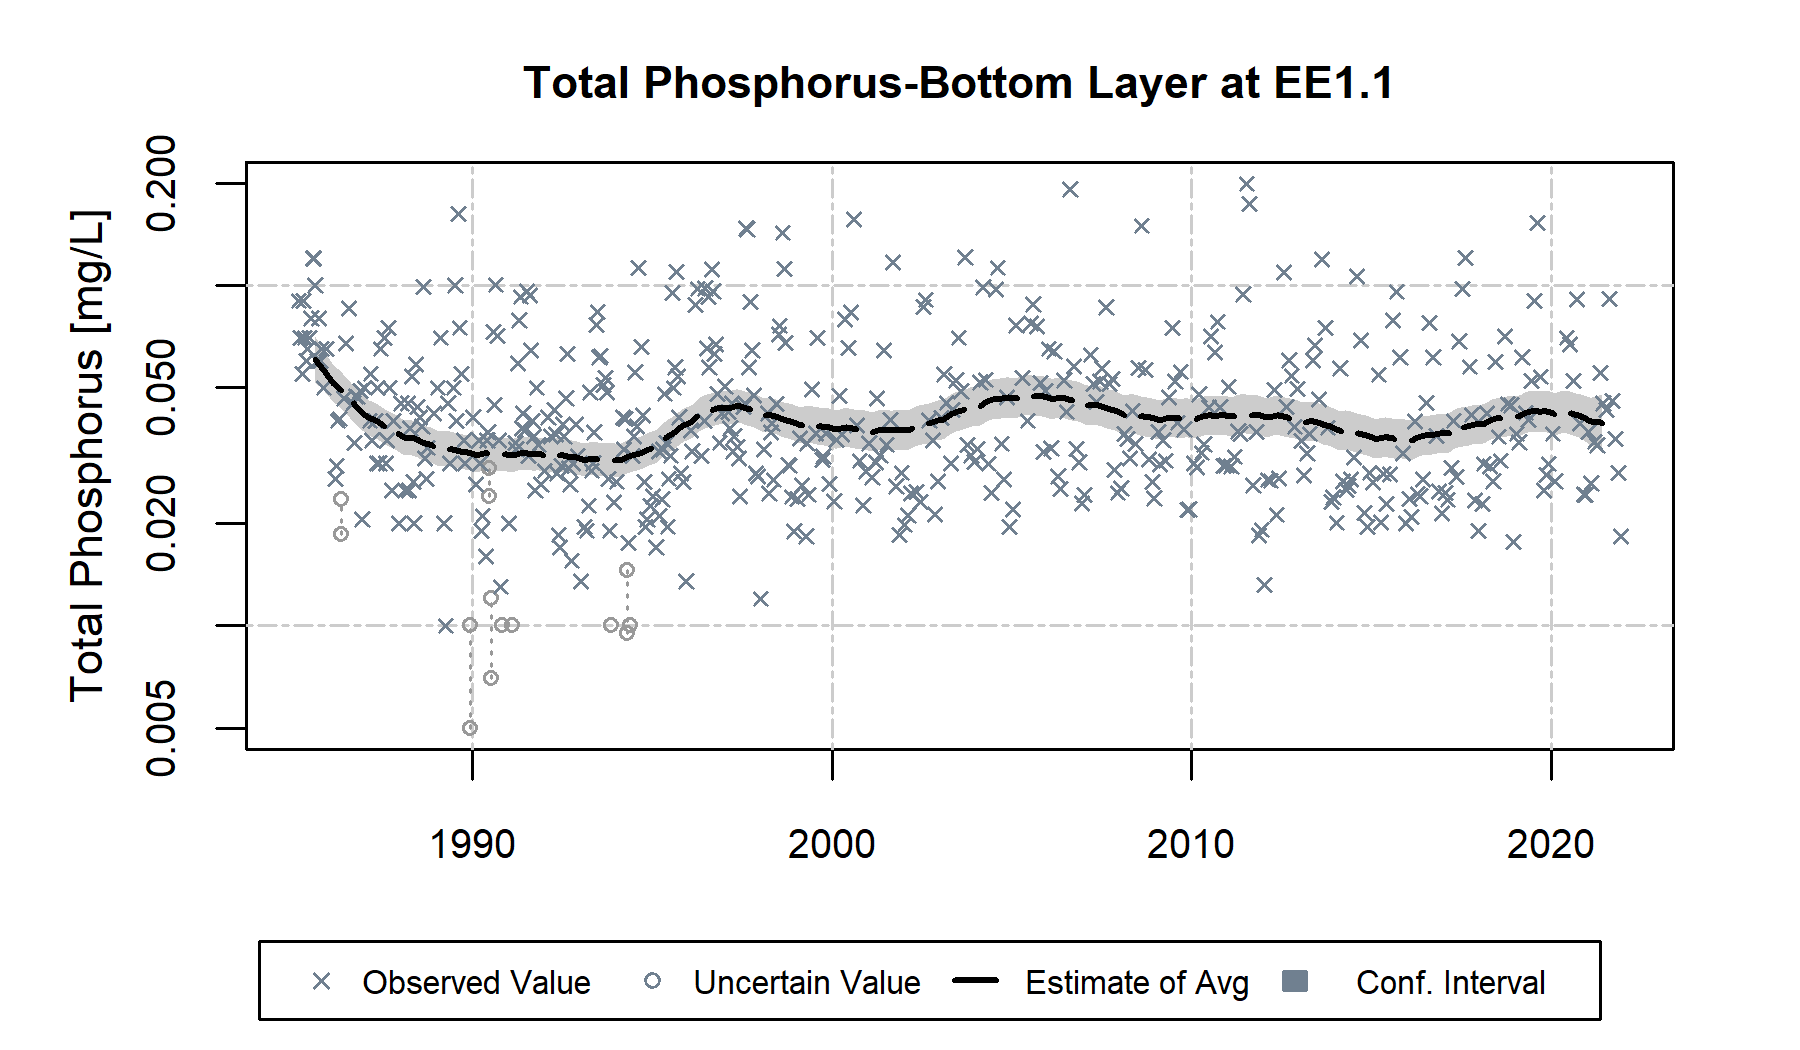 Total Phosphorus-Bottom Layer at EE1.1
Total Phosphorus [mg/L]
0.200
0.050
0.020
0.005
1990 2000 2010 2020
Observed Value Uncertain Value Estimate of Avg Conf. Interval